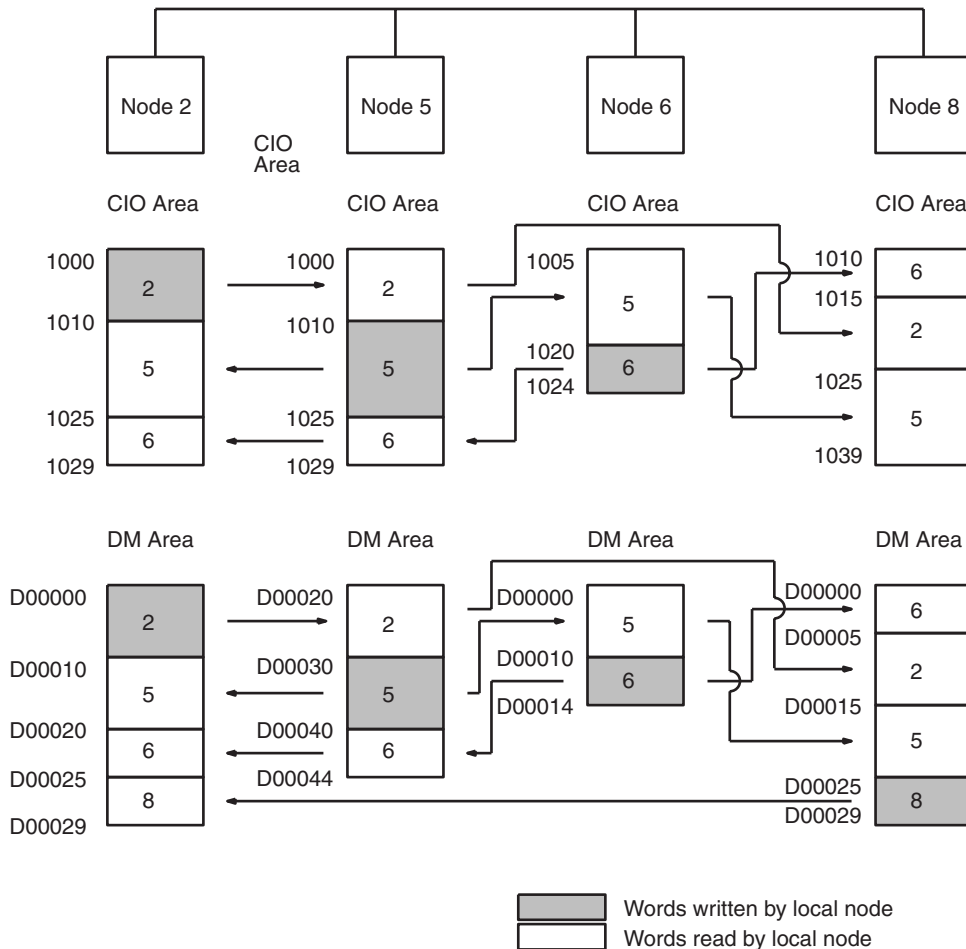 Node 2
Node 5
Node 6
Node 8
CIO
Area
CIO Area
CIO Area
CIO Area
CIO Area
1000
2
1010
5
1025
6
1029
1000
2
1010
5
1025
6
1029
1005
5
1020
1024
6
1010
6
1015
2
1025
5
1039
DM Area
DM Area
DM Area
DM Area
D00000
2
D00010
5
D00020
6
D00025
8
D00029
D00020
2
D00030
5
D00040
6
D00044
D00000
5
D00010
6
D00014
D00000
6
D00005
2
D00015
5
D00025
8
D00029
Words written by local node
Words read by local node